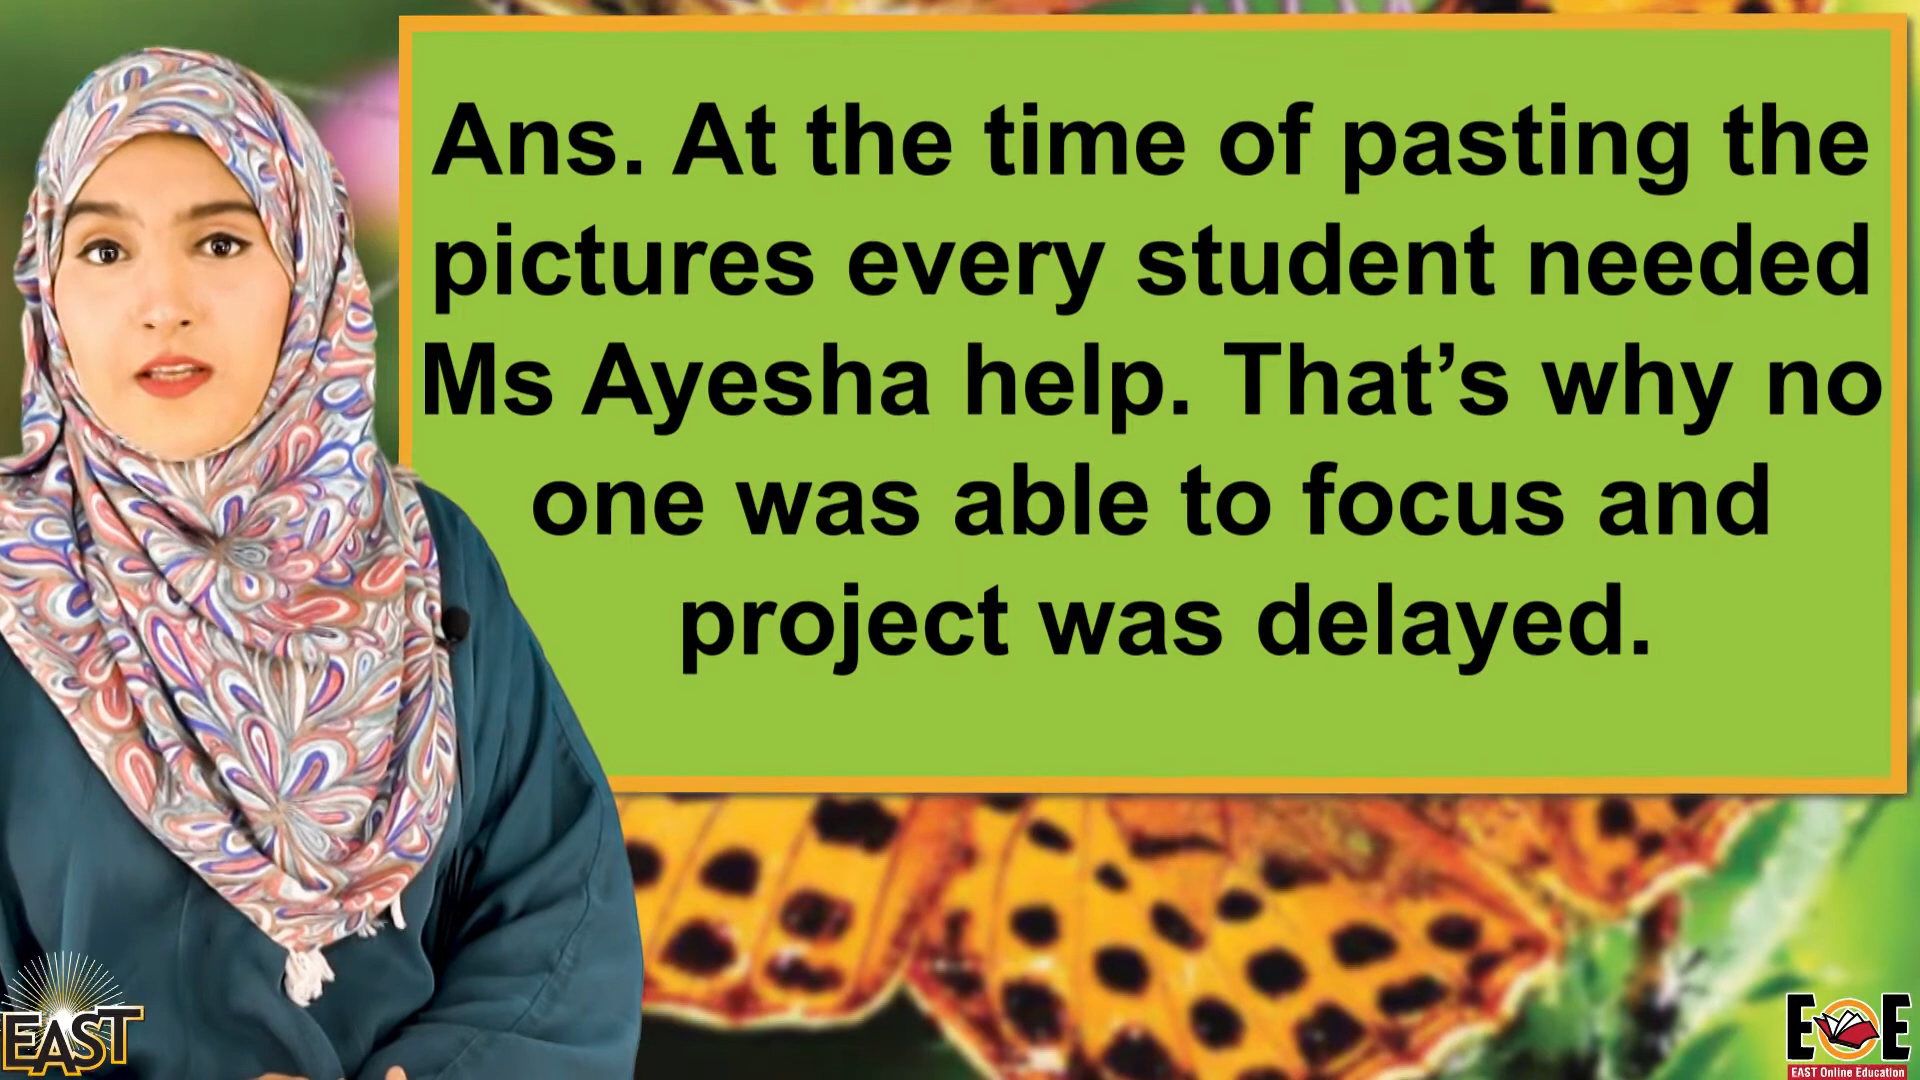 Ans. At the time of pasting the
pictures every student needed
Ms Ayesha help. That’s why no
one was able to focus and
project was delayed.
EAST
EOE
EAST Online Education